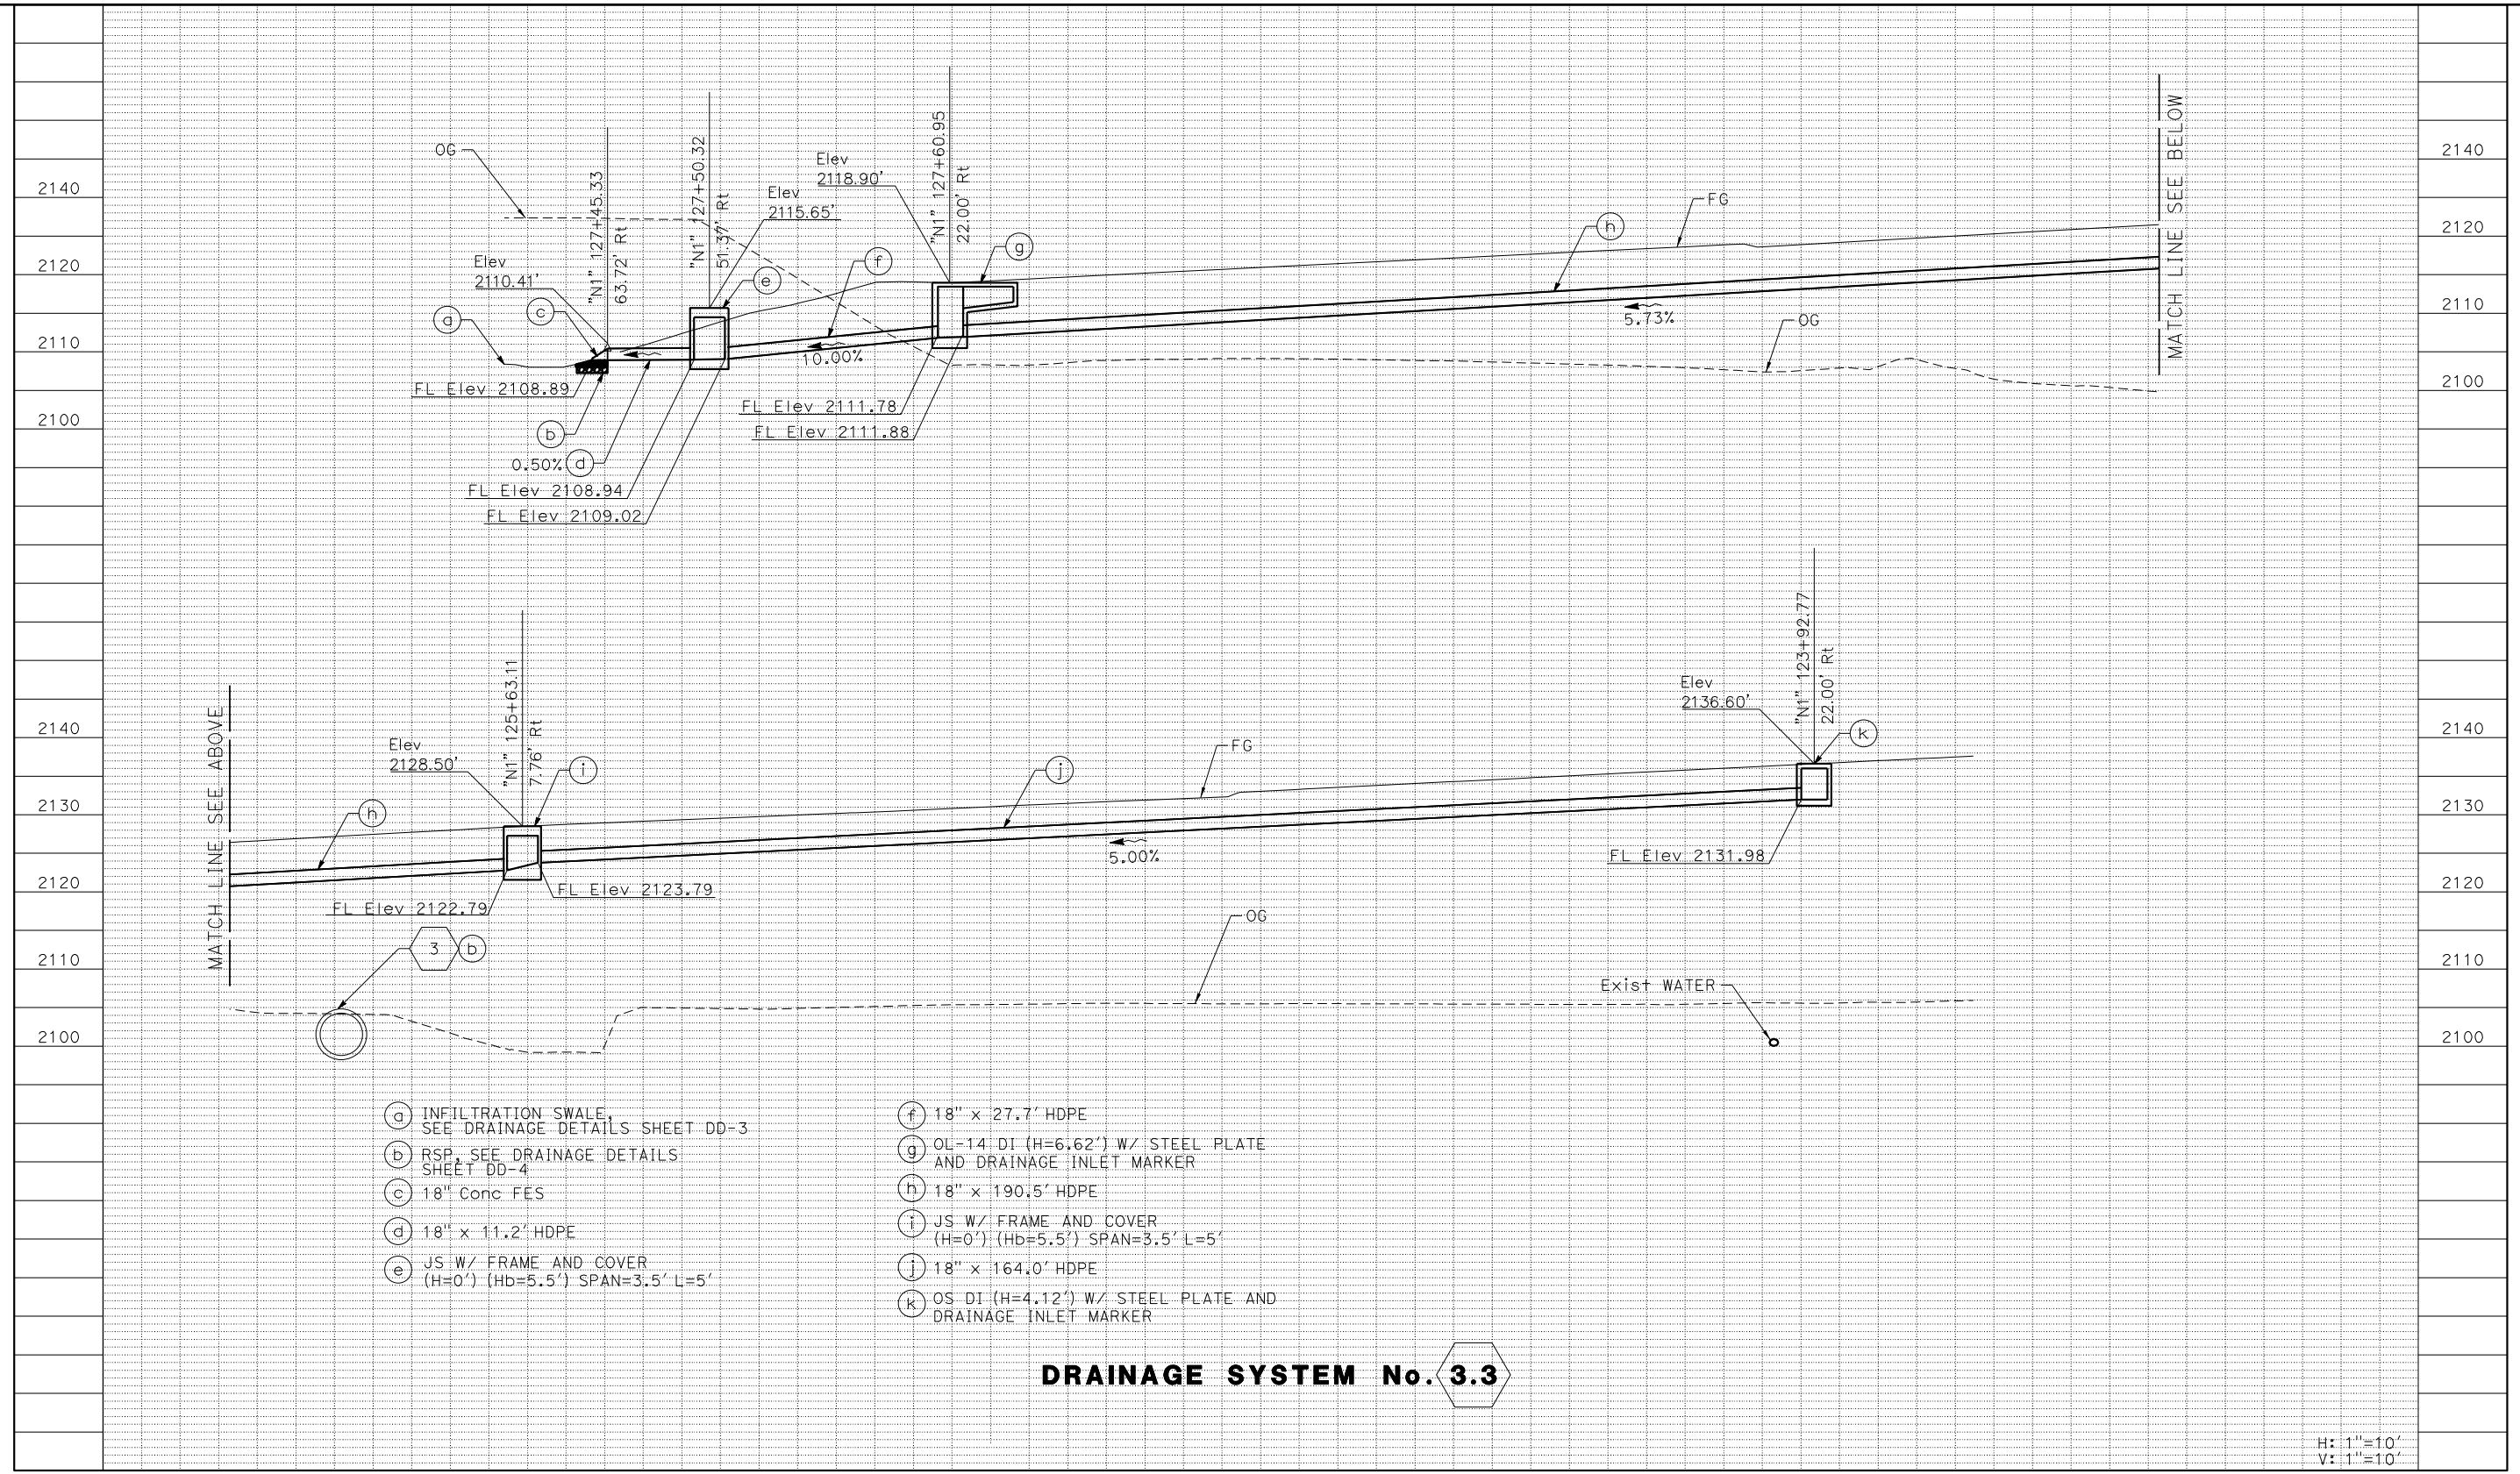 OG
"N1" 127+45.33
63.72' Rt
"N1" 127+50.32
51.37' Rt
"N1" 127+60.95
22.00' Rt
Elev
2118.90'
Elev
2115.65'
Elev
2110.41'
a
c
e
f
g
h
FG
OG
5.73%
10.00%
FL Elev 2108.89
FL Elev 2111.78
FL Elev 2111.88
b
0.50%
d
FL Elev 2108.94
FL Elev 2109.02
MATCH LINE SEE BELOW
2140
2120
2110
2100
2140
2120
2110
2100
MATCH LINE SEE ABOVE
"N1" 125+63.11
7.76' Rt
"N1" 123+92.77
22.00' Rt
Elev
2128.50'
Elev
2136.60'
h
i
j
k
FG
5.00%
FL Elev 2123.79
FL Elev 2122.79
FL Elev 2131.98
3
b
OG
Exist WATER
2140
2130
2120
2110
2100
2140
2130
2120
2110
2100
a INFILTRATION SWALE,
SEE DRAINAGE DETAILS SHEET DD-3
b RSP, SEE DRAINAGE DETAILS
SHEET DD-4
c 18" Conc FES
d 18" x 11.2' HDPE
e JS W/ FRAME AND COVER
(H=0') (Hb=5.5') SPAN=3.5' L=5'
f 18" x 27.7' HDPE
g OL-14 DI (H=6.62') W/ STEEL PLATE
AND DRAINAGE INLET MARKER
h 18" x 190.5' HDPE
i JS W/ FRAME AND COVER
(H=0') (Hb=5.5') SPAN=3.5' L=5'
j 18" x 164.0' HDPE
k OS DI (H=4.12') W/ STEEL PLATE AND
DRAINAGE INLET MARKER
DRAINAGE SYSTEM No. 3.3
H: 1"=10'
V: 1"=10'